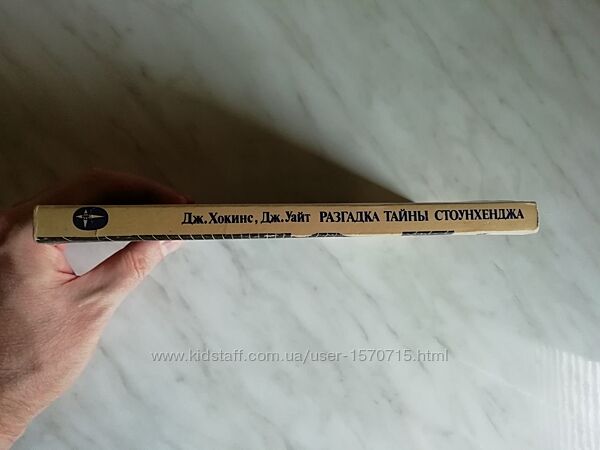 Дж. Хокинс, Дж. Уайт РАЗГАДКА ТАЙНЫ СТОУНХЕНДЖА
www.kidstaff.com.ua/user-1570715.html